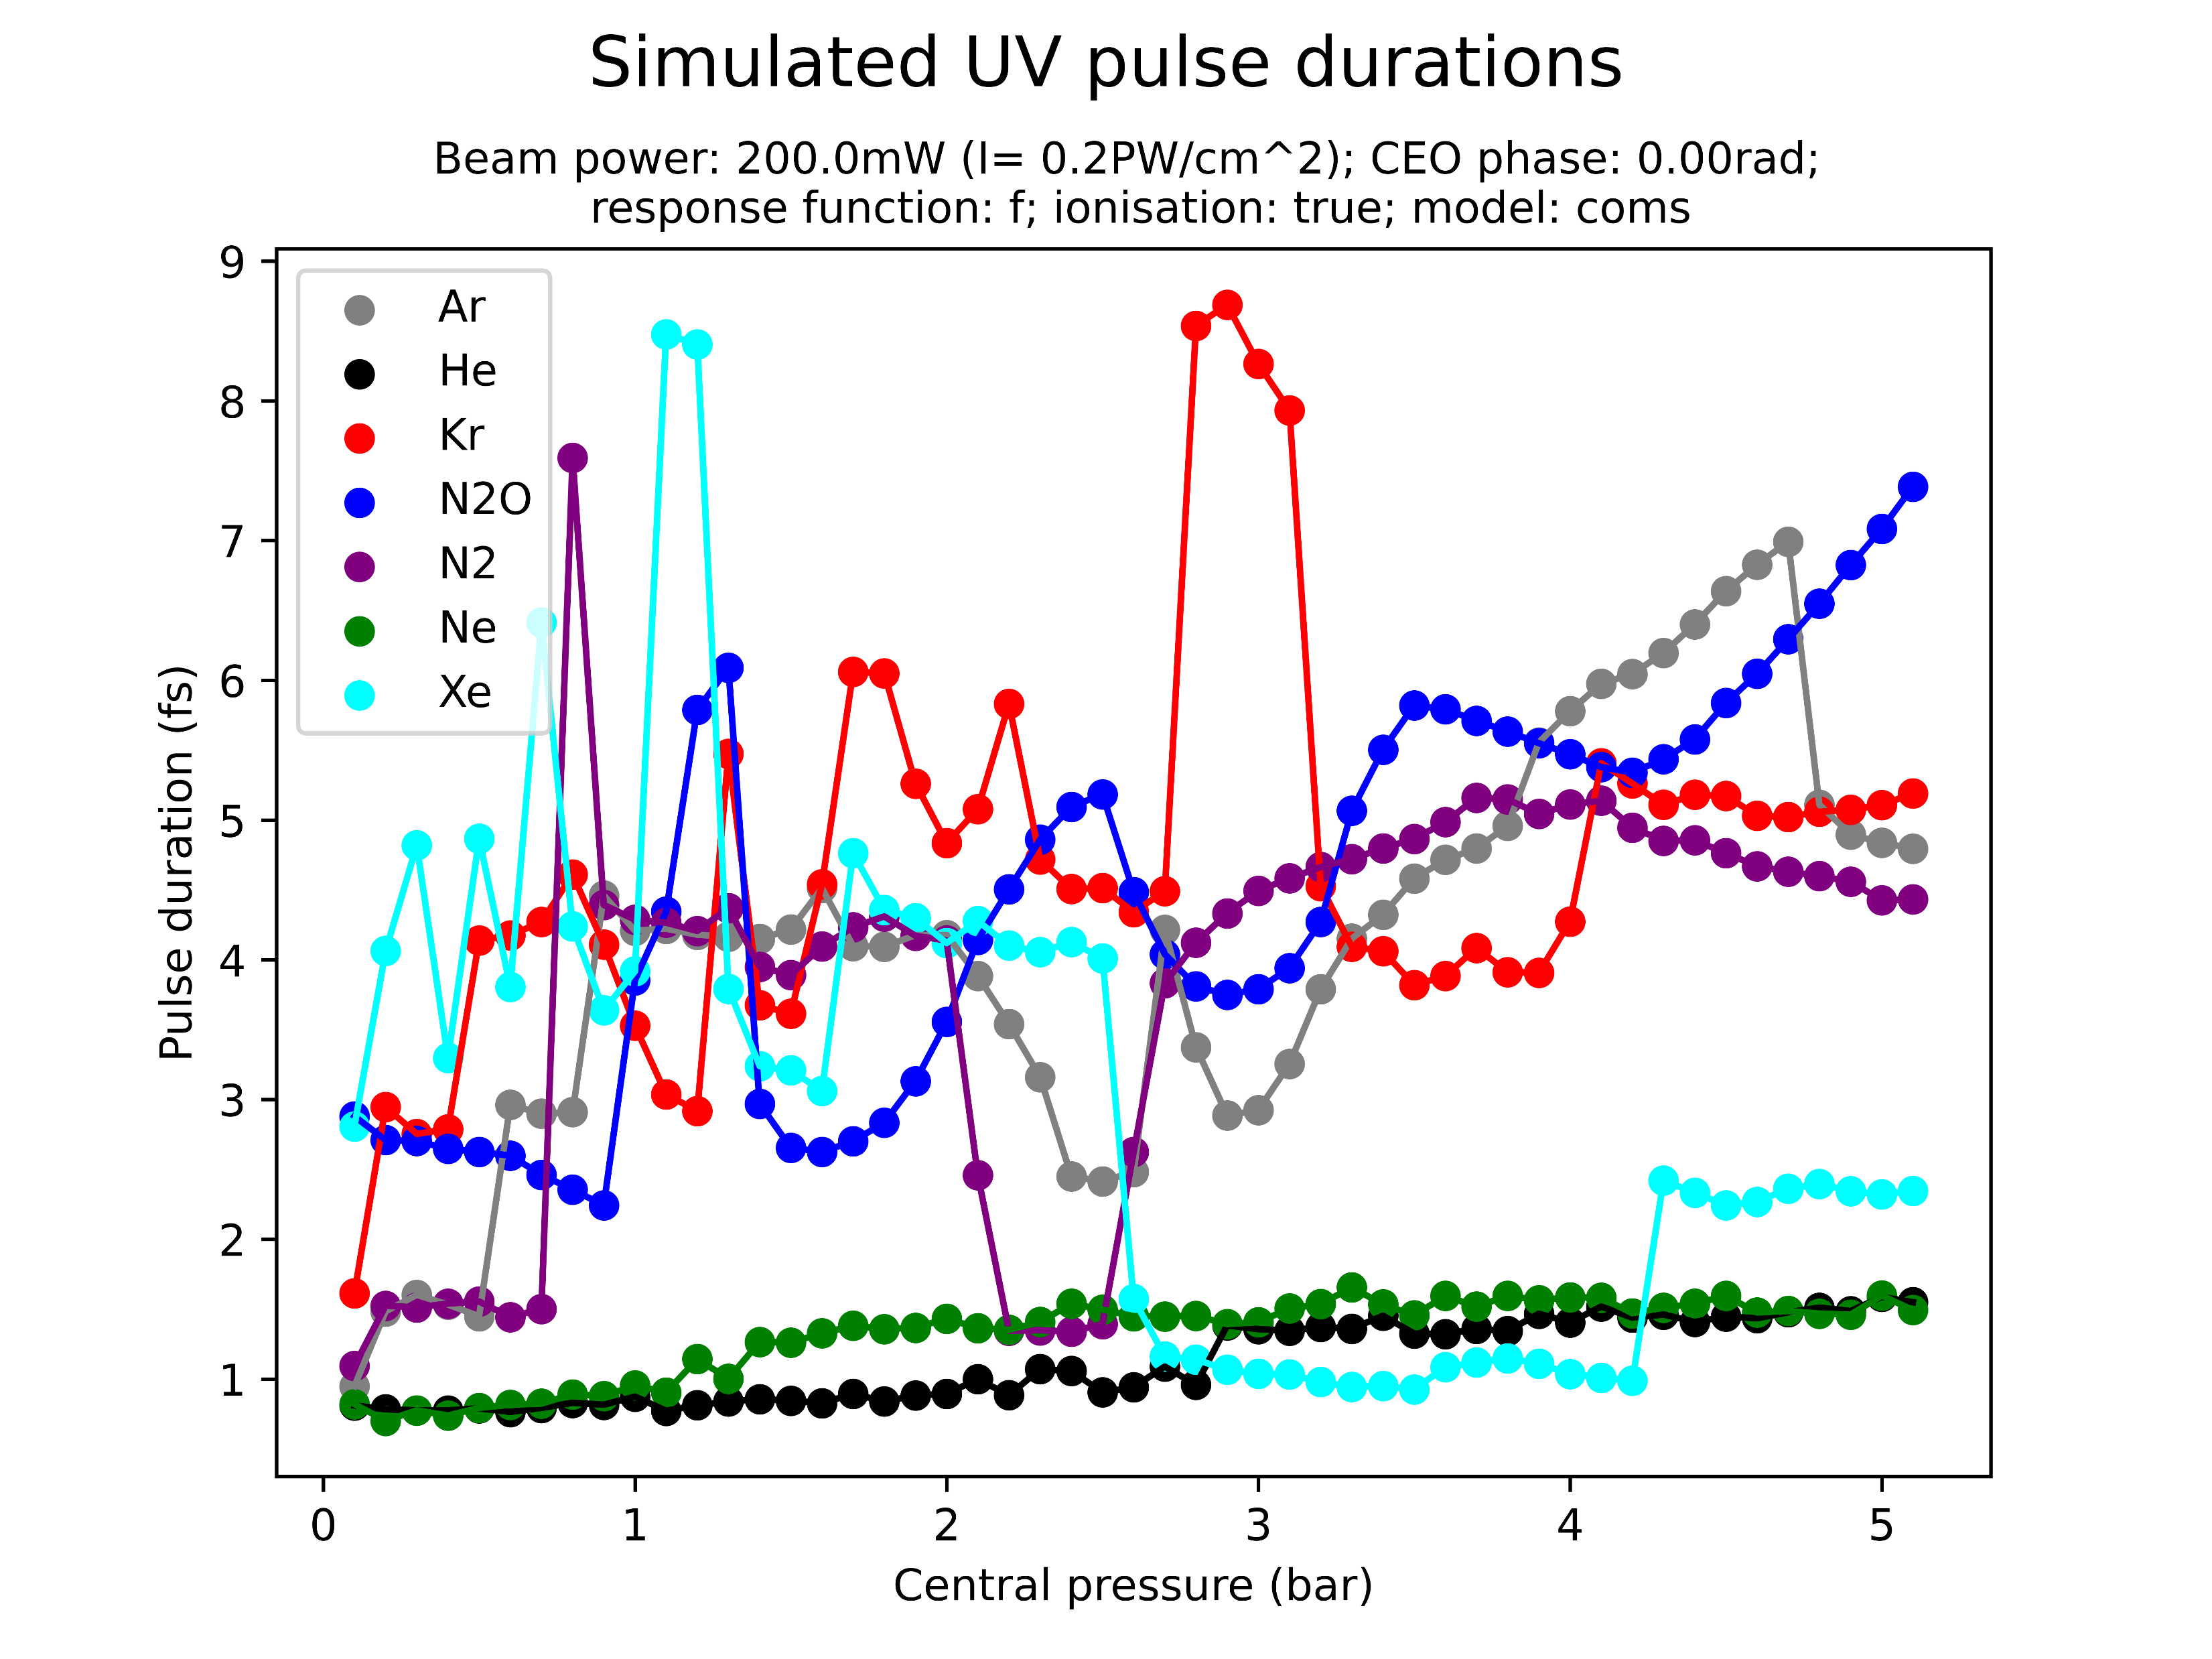 Simulated UV pulse durations
Beam power: 200.0mW (I= 0.2PW/cm^2); CEO phase: 0.00rad;
response function: f; ionisation: true; model: coms
9
8
7
6
5
4
3
2
1
Pulse duration (fs)
Ar
He
Kr
N2O
N2
Ne
Xe
0 1 2 3 4 5
Central pressure (bar)